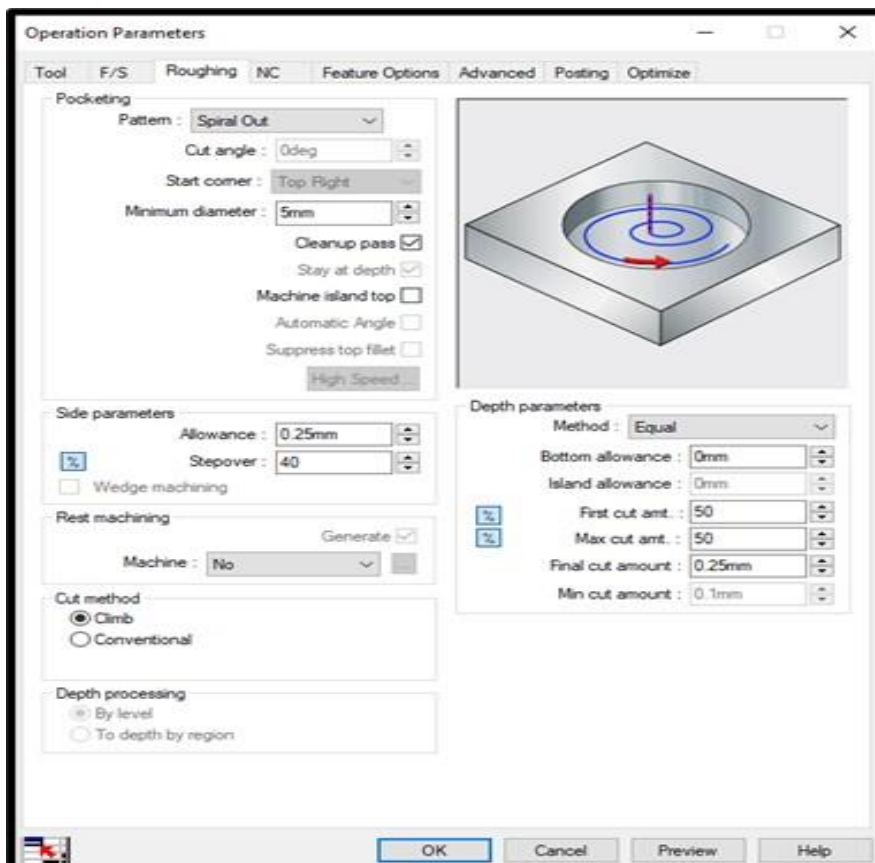 Operation Parameters
Tool F/S Roughing NC Feature Options Advanced Posting Optimize
Pocketing
Pattern : Spiral Out
Cut angle : 0deg
Start corner : Top Right
Minimum diameter : 5mm
Cleanup pass
Stay at depth
Machine island top
Automatic Angle
Suppress top fillet
High Speed...
Side parameters
Allowance : 0.25mm
% Stepover : 40
Wedge machining
Rest machining
Generate
Machine : No ...
Cut method
Climb
Conventional
Depth processing
By level
To depth by region
Depth parameters
Method : Equal
Bottom allowance : 0mm
Island allowance : 0mm
% First cut amt. : 50
% Max cut amt. : 50
Final cut amount : 0.25mm
Min cut amount : 0.1mm
OK Cancel Preview Help